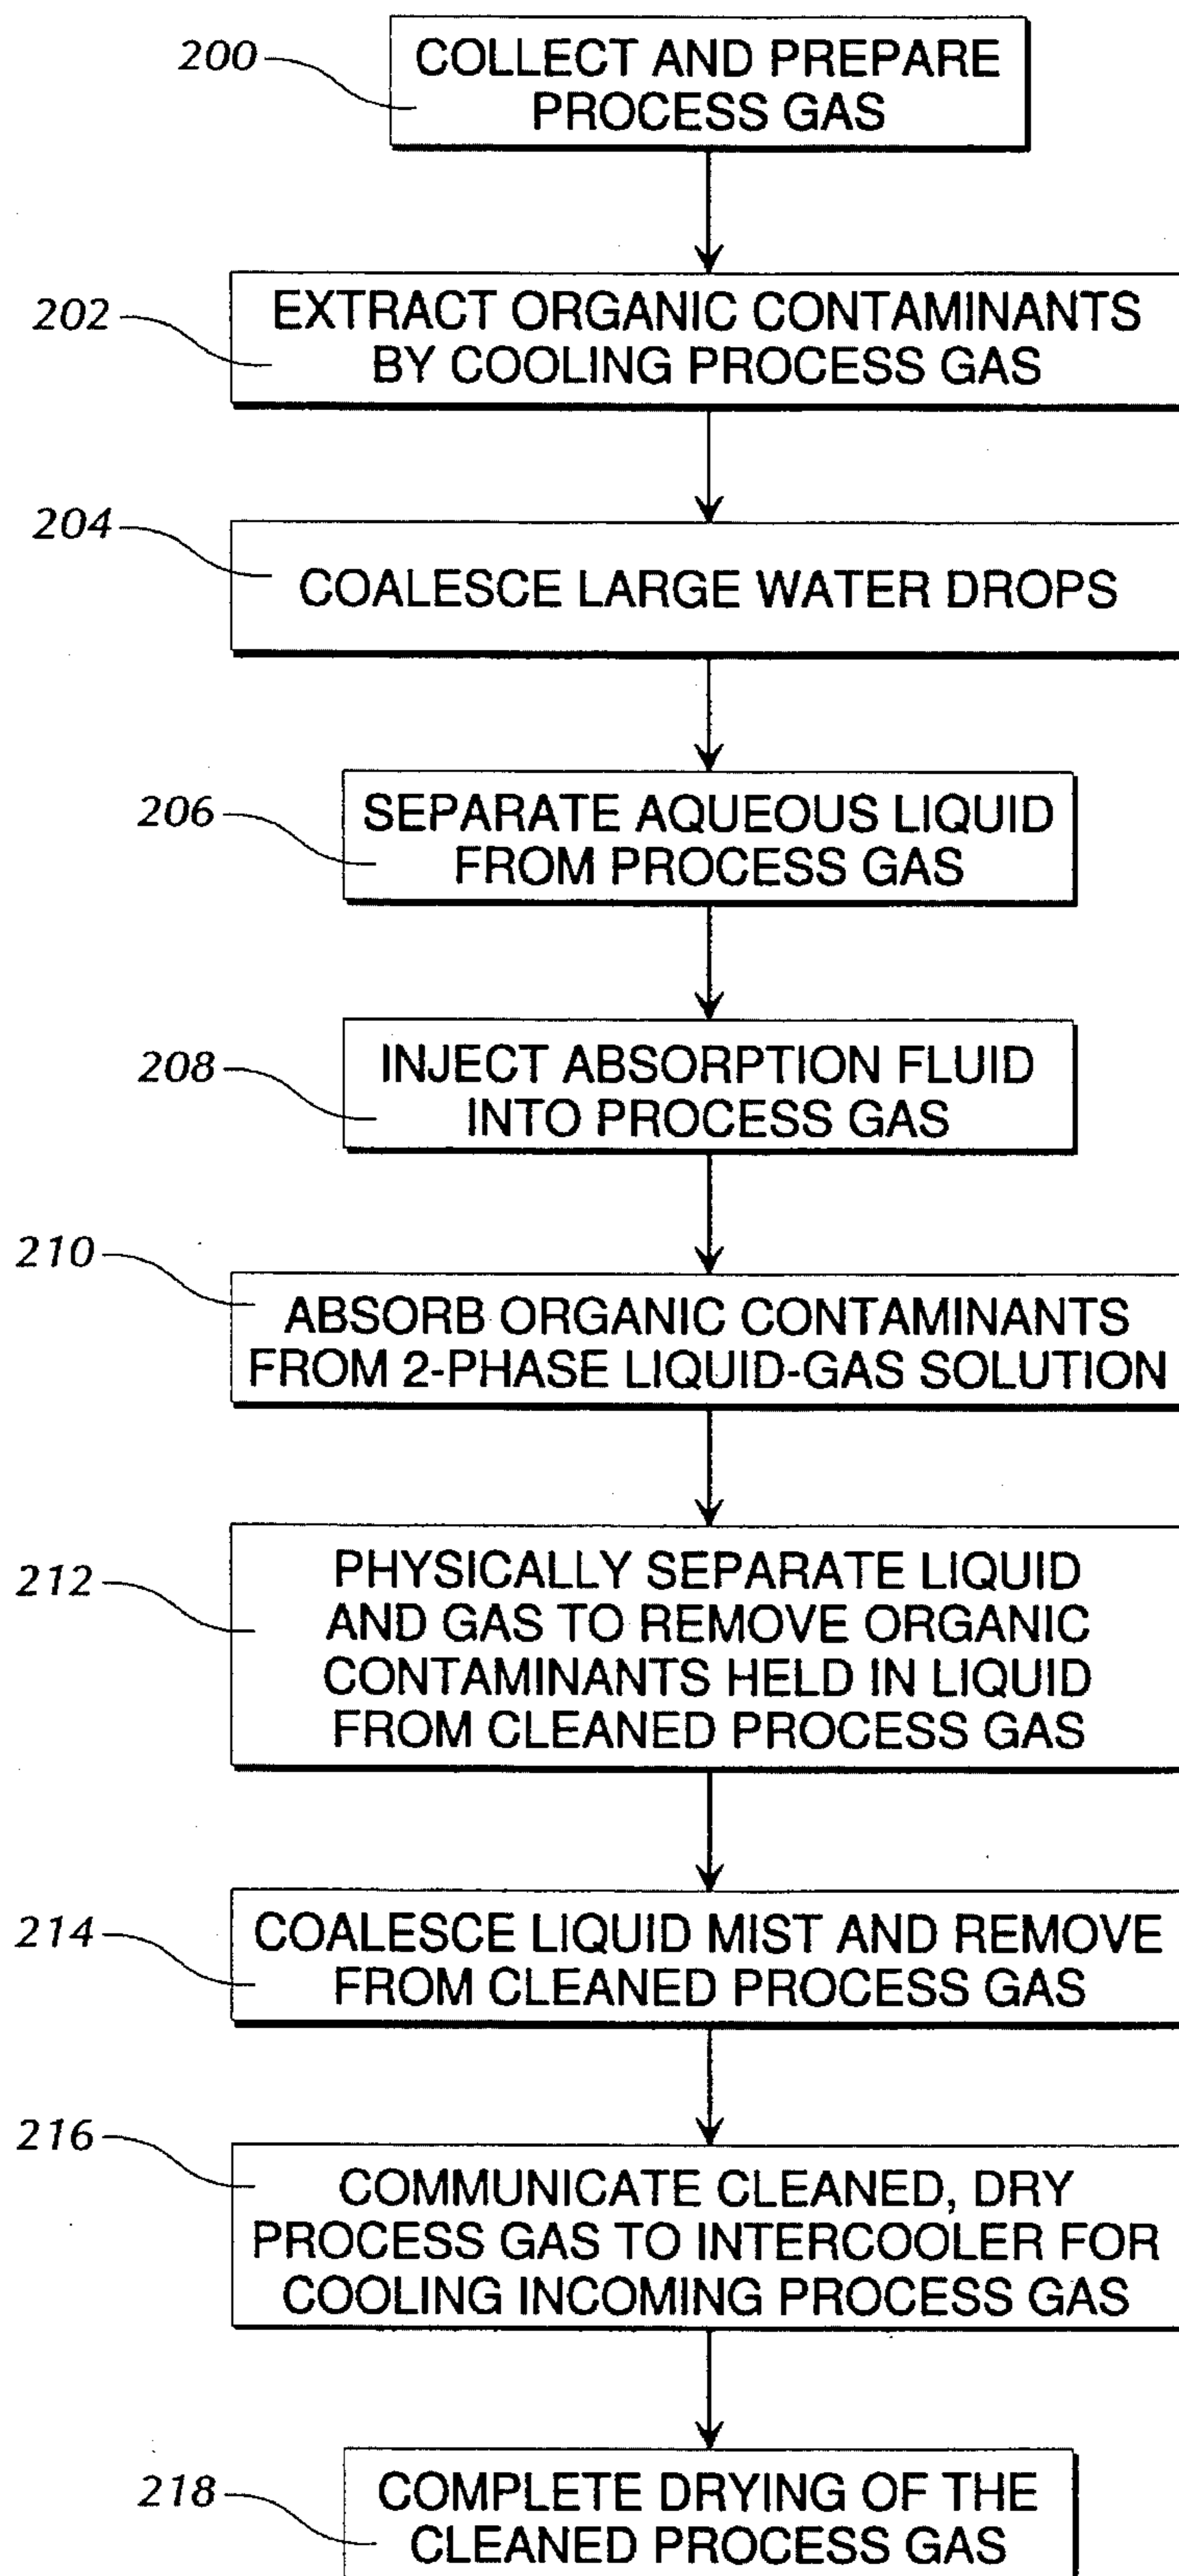 200
COLLECT AND PREPARE
PROCESS GAS
202
EXTRACT ORGANIC CONTAMINANTS
BY COOLING PROCESS GAS
204
COALESCE LARGE WATER DROPS
206
SEPARATE AQUEOUS LIQUID
FROM PROCESS GAS
208
INJECT ABSORPTION FLUID
INTO PROCESS GAS
210
ABSORB ORGANIC CONTAMINANTS
FROM 2-PHASE LIQUID-GAS SOLUTION
212
PHYSICALLY SEPARATE LIQUID
AND GAS TO REMOVE ORGANIC
CONTAMINANTS HELD IN LIQUID
FROM CLEANED PROCESS GAS
214
COALESCE LIQUID MIST AND REMOVE
FROM CLEANED PROCESS GAS
216
COMMUNICATE CLEANED, DRY
PROCESS GAS TO INTERCOOLER FOR
COOLING INCOMING PROCESS GAS
218
COMPLETE DRYING OF THE
CLEANED PROCESS GAS